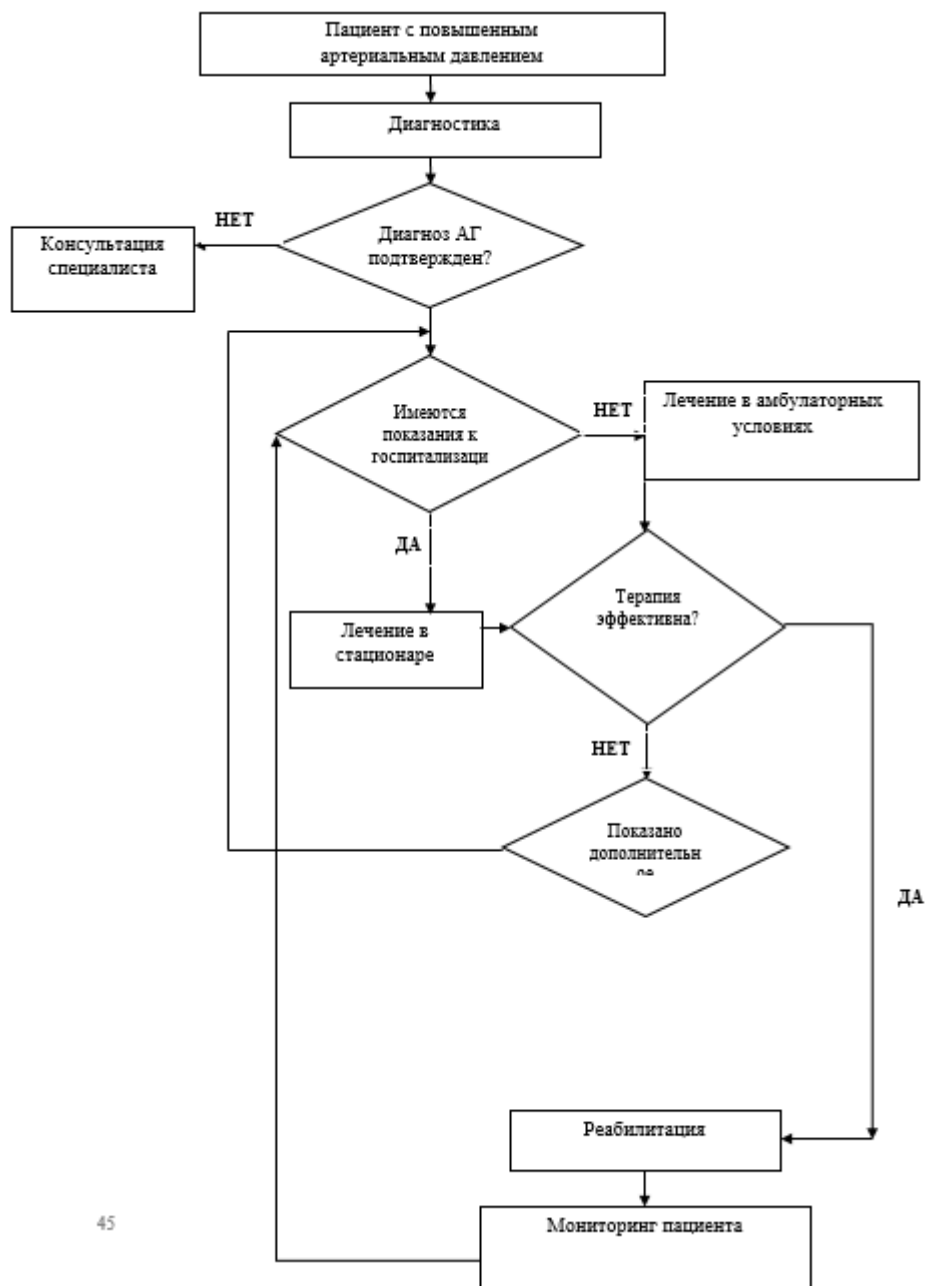 Пациент с повышенным
артериальным давлением
Диагностика
НЕТ
Диагноз АГ
подтвержден?
Консультация
специалиста
Имеются
показания к
госпитализаци
НЕТ
Лечение в амбулаторных
условиях
ДА
Терапия
эффективна?
Лечение в
стационаре
НЕТ
Показано
дополнительн
ое
ДА
Реабилитация
45
Мониторинг пациента